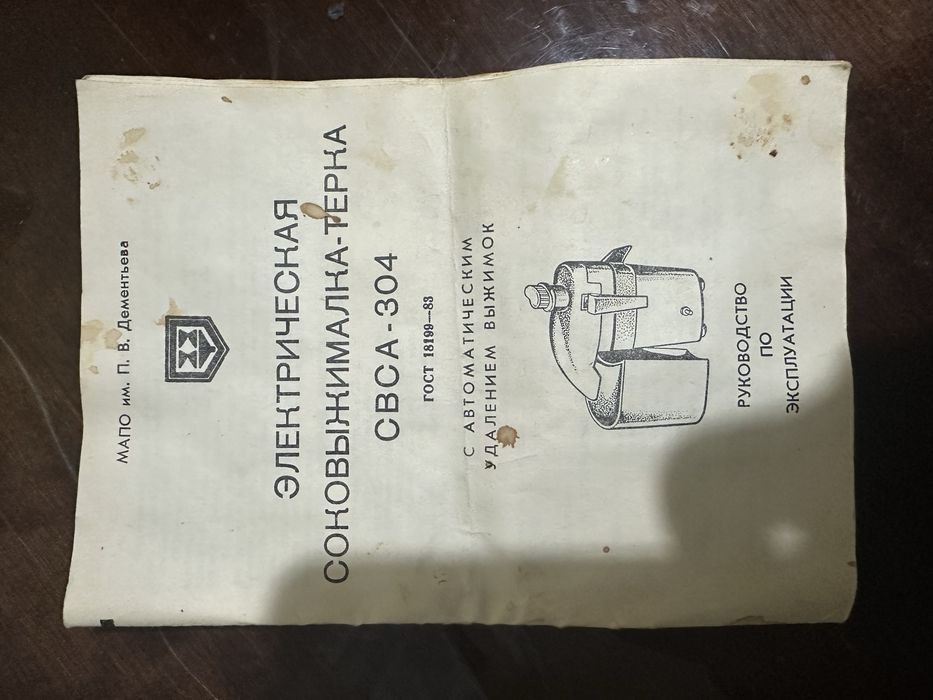 МАПО им. П. В. Дементьева
ЭЛЕКТРИЧЕСКАЯ
СОКОВЫЖИМАЛКА-ТЕРКА
СВСА-304
ГОСТ 18199—83
С АВТОМАТИЧЕСКИМ
УДАЛЕНИЕМ ВЫЖИМОК
РУКОВОДСТВО
ПО
ЭКСПЛУАТАЦИИ